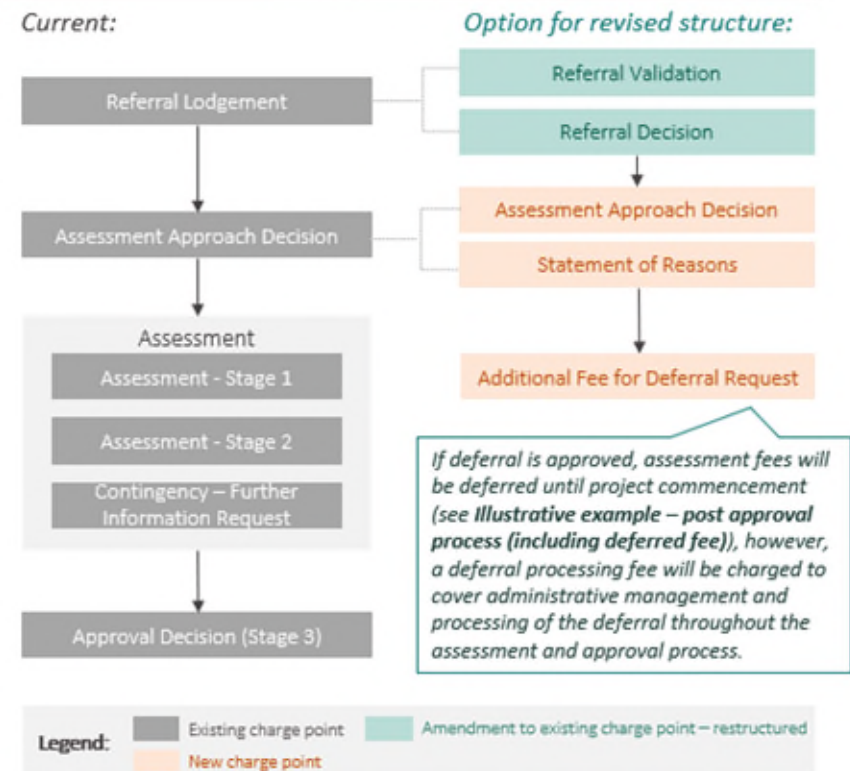 Current:
Option for revised structure:
Referral Lodgement
Referral Validation
Referral Decision
Assessment Approach Decision
Assessment Approach Decision
Statement of Reasons
Assessment
Assessment - Stage 1
Assessment - Stage 2
Contingency – Further
Information Request
Approval Decision (Stage 3)
Additional Fee for Deferral Request
If deferral is approved, assessment fees will
be deferred until project commencement
(see Illustrative example – post approval
process (including deferred fee)), however,
a deferral processing fee will be charged to
cover administrative management and
processing of the deferral throughout the
assessment and approval process.
Legend:
Existing charge point
Amendment to existing charge point – restructured
New charge point